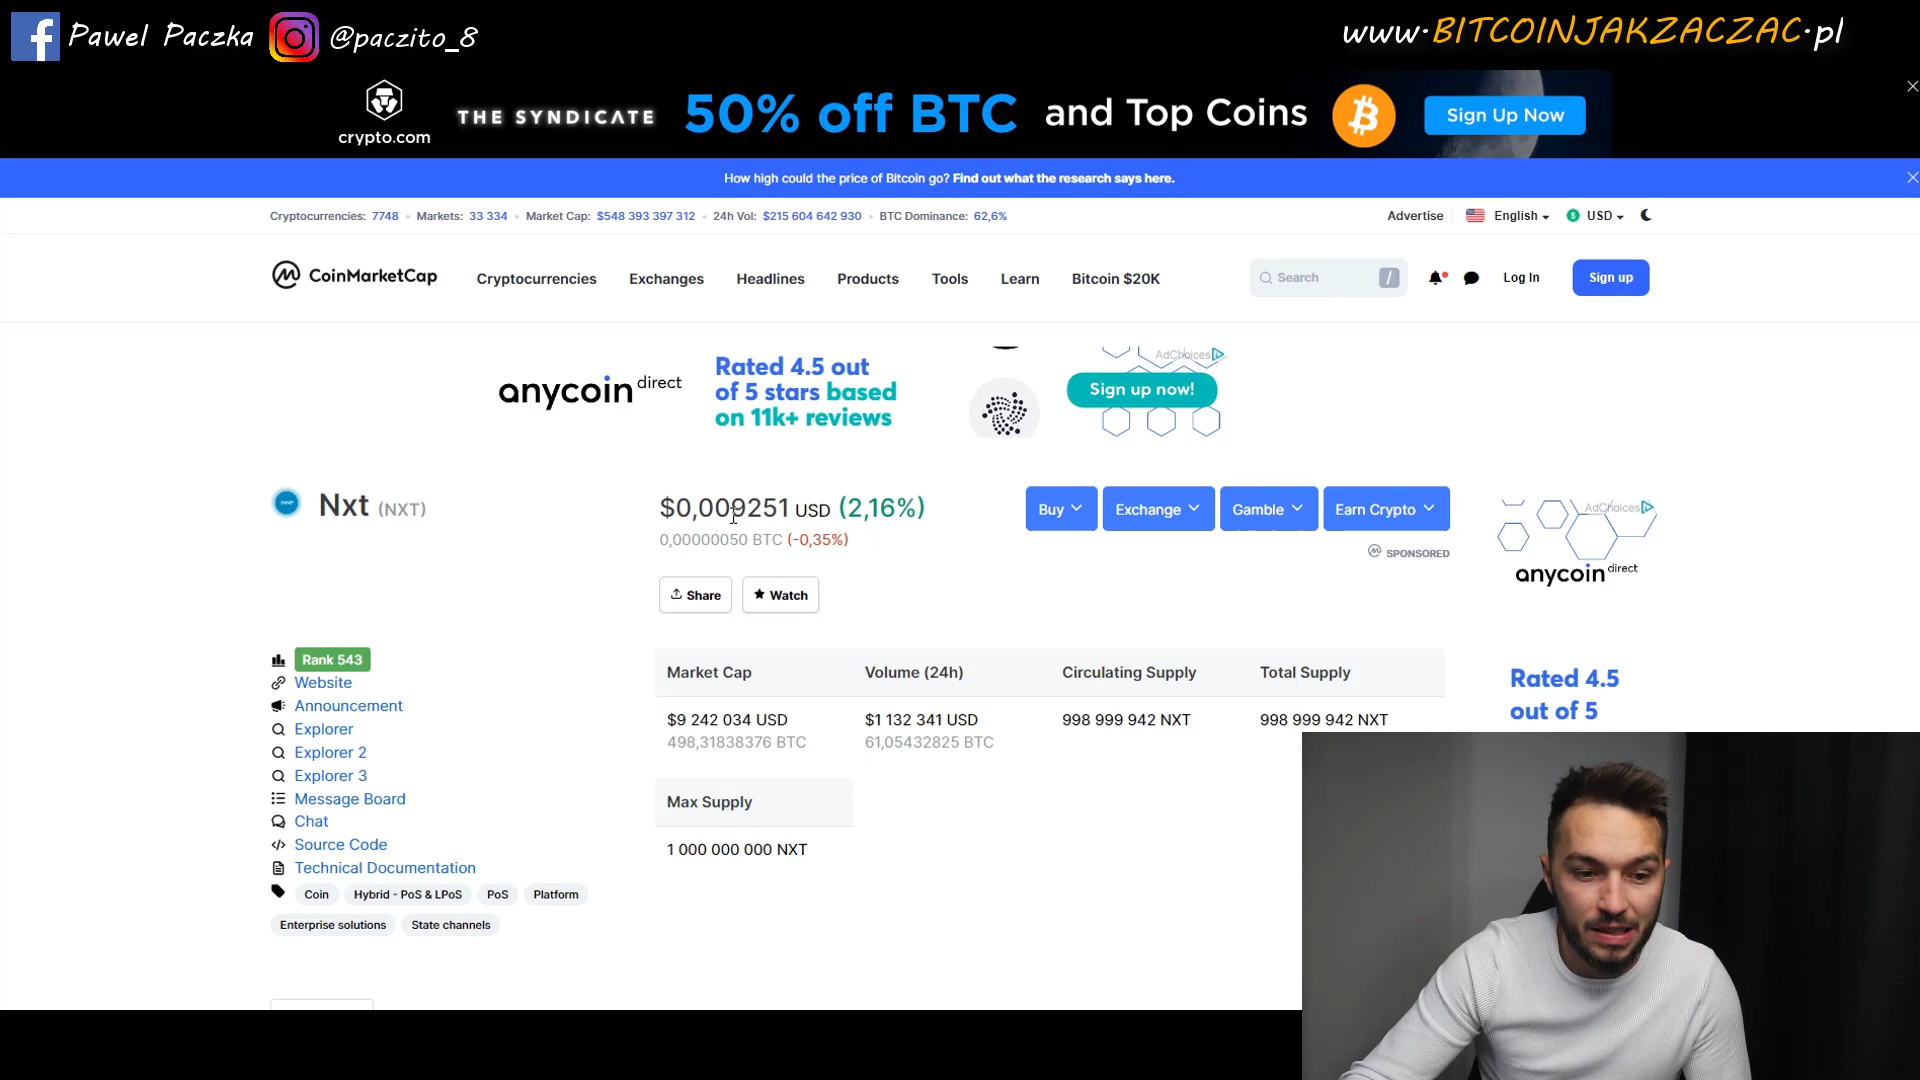 Pawel Paczka @paczito_8
www.BITCOINJAKZACZAC.pl
crypto.com
THE SYNDICATE
50% off BTC and Top Coins
Sign Up Now
How high could the price of Bitcoin go? Find out what the research says here.
Cryptocurrencies: 7748 • Markets: 33 334 • Market Cap: $548 393 397 312 • 24h Vol: $215 604 642 930 • BTC Dominance: 62,6%
Advertise English USD
CoinMarketCap
Cryptocurrencies Exchanges Headlines Products Tools Learn Bitcoin $20K
Search /
Log In
Sign up
anycoin direct
Rated 4.5 out
of 5 stars based
on 11k+ reviews
AdChoices
Sign up now!
Nxt (NXT)
$0,009251 USD (2,16%)
0,00000050 BTC (-0,35%)
Share
Watch
Buy
Exchange
Gamble
Earn Crypto
SPONSORED
AdChoices
anycoin direct
Rated 4.5
out of 5
Rank 543
Website
Announcement
Explorer
Explorer 2
Explorer 3
Message Board
Chat
Source Code
Technical Documentation
Coin Hybrid - PoS & LPoS PoS Platform
Enterprise solutions State channels
Market Cap Volume (24h) Circulating Supply Total Supply
$9 242 034 USD $1 132 341 USD 998 999 942 NXT 998 999 942 NXT
498,31838376 BTC 61,05432825 BTC
Max Supply
1 000 000 000 NXT